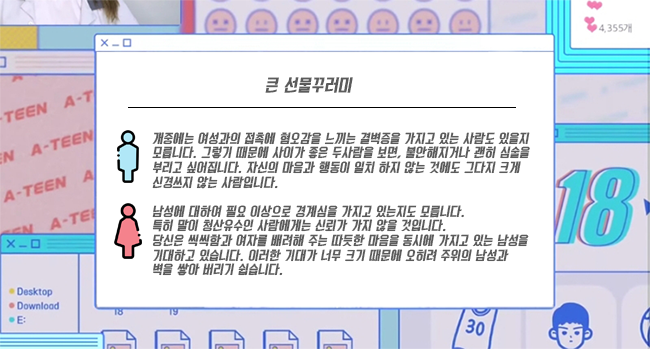 4,355개
큰 선물꾸러미
개중에는 여성과의 접촉에 혐오감을 느끼는 결벽증을 가지고 있는 사람도 있을지
모릅니다. 그렇기 때문에 사이가 좋은 두사람을 보면, 불안해지거나 괜히 심술을
부리고 싶어집니다. 자신의 마음과 행동이 일치 하지 않는 것에도 그다지 크게
신경쓰지 않는 사람입니다.
남성에 대하여 필요 이상으로 경계심을 가지고 있는지도 모릅니다.
특히 말이 청산유수인 사람에게는 신뢰가 가지 않을 것입니다.
당신은 씩씩함과 여자를 배려해 주는 따듯한 마음을 동시에 가지고 있는 남성을
기대하고 있습니다. 이러한 기대가 너무 크기 때문에 오히려 주위의 남성과
벽을 쌓아 버리기 쉽습니다.
A-TEEN
A-TEEN
A-TEEN
A-TEEN
A-TEEN
18
Desktop
Download
E:
18
19
30